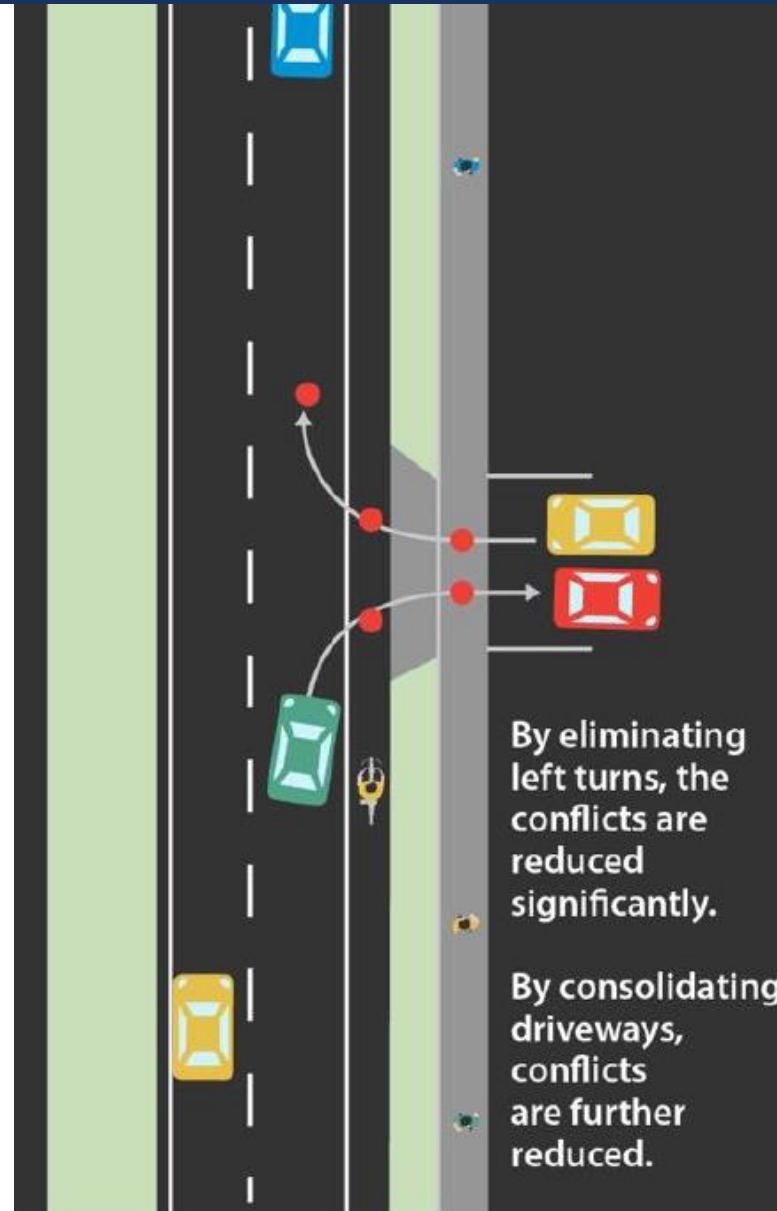 By eliminating
left turns, the
conflicts are
reduced
significantly.
By consolidating
driveways,
conflicts
are further
reduced.